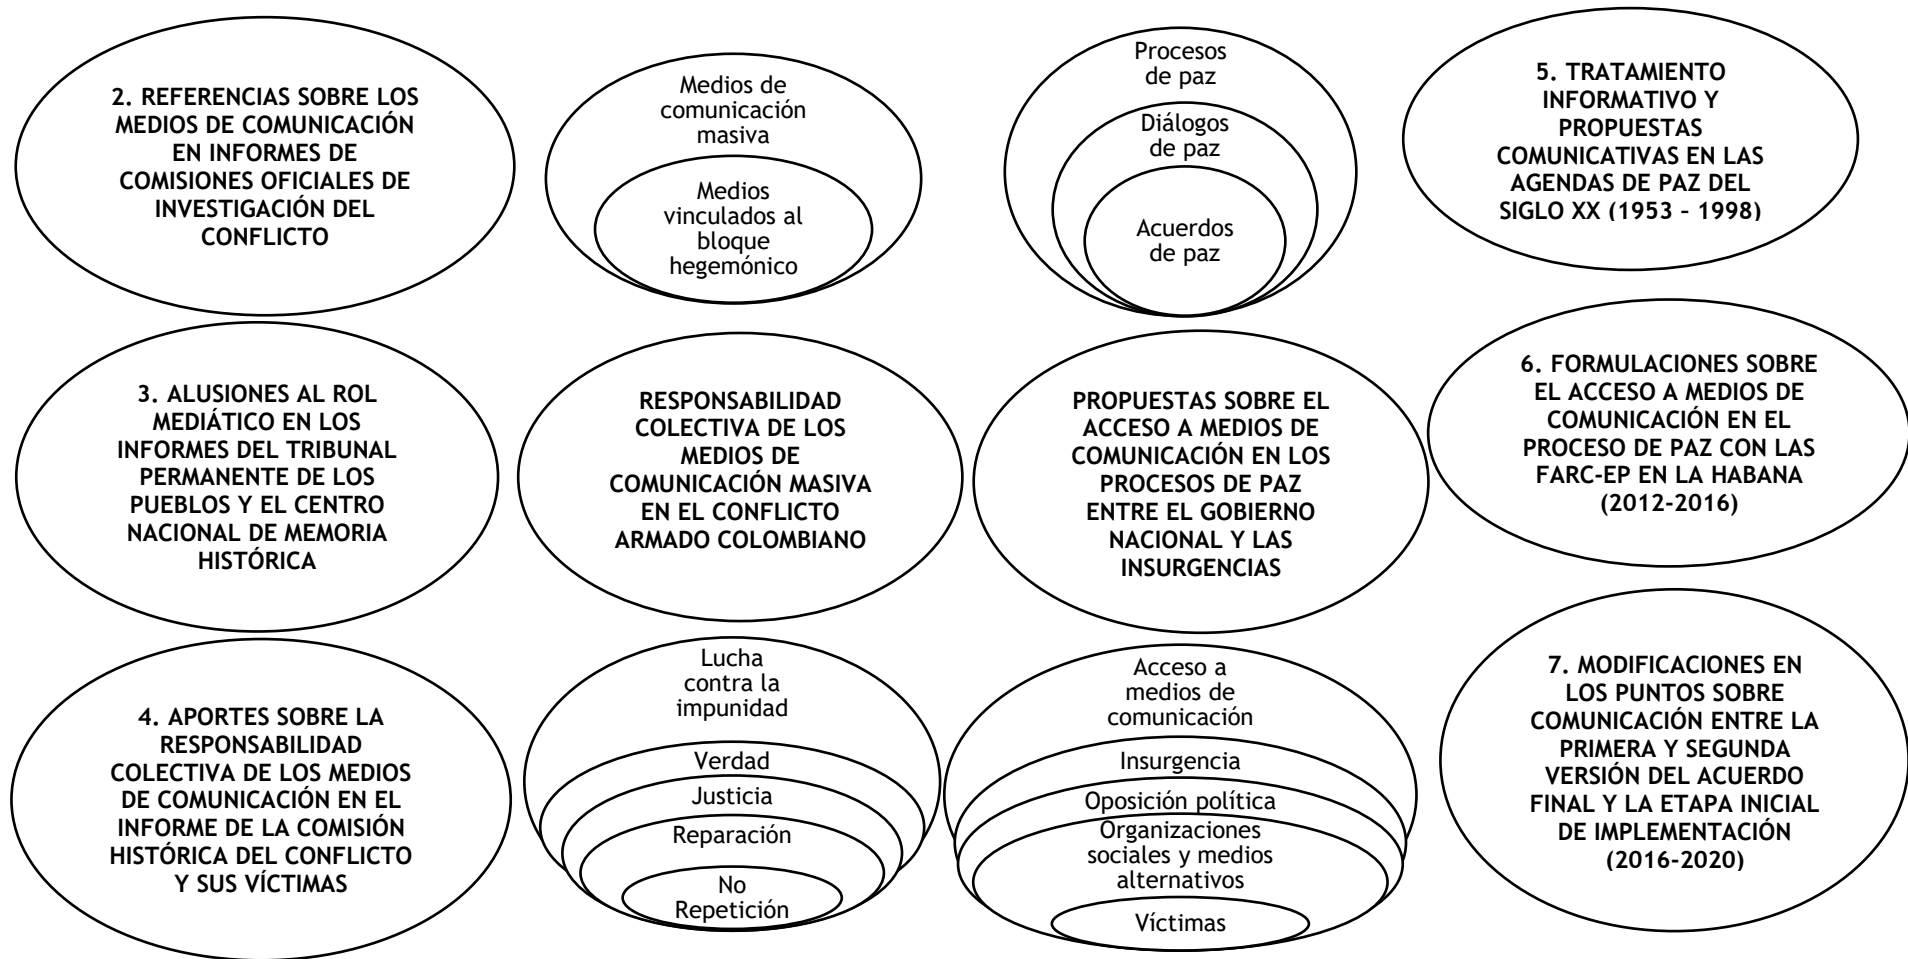 2. REFERENCIAS SOBRE LOS
MEDIOS DE COMUNICACIÓN
EN INFORMES DE
COMISIONES OFICIALES DE
INVESTIGACIÓN DEL
CONFLICTO
3. ALUSIONES AL ROL
MEDIÁTICO EN LOS
INFORMES DEL TRIBUNAL
PERMANENTE DE LOS
PUEBLOS Y EL CENTRO
NACIONAL DE MEMORIA
HISTÓRICA
4. APORTES SOBRE LA
RESPONSABILIDAD
COLECTIVA DE LOS MEDIOS
DE COMUNICACIÓN EN EL
INFORME DE LA COMISIÓN
HISTÓRICA DEL CONFLICTO
Y SUS VÍCTIMAS
Medios de
comunicación
masiva
Medios
vinculados al
bloque
hegemónico
RESPONSABILIDAD
COLECTIVA DE LOS
MEDIOS DE
COMUNICACIÓN MASIVA
EN EL CONFLICTO
ARMADO COLOMBIANO
Lucha
contra la
impunidad
Verdad
Justicia
Reparación
No
Repetición
Procesos
de paz
Diálogos
de paz
Acuerdos
de paz
PROPUESTAS SOBRE EL
ACCESO A MEDIOS DE
COMUNICACIÓN EN LOS
PROCESOS DE PAZ
ENTRE EL GOBIERNO
NACIONAL Y LAS
INSURGENCIAS
Acceso a
medios de
comunicación
Insurgencia
Oposición política
Organizaciones
sociales y medios
alternativos
Víctimas
5. TRATAMIENTO
INFORMATIVO Y
PROPUESTAS
COMUNICATIVAS EN LAS
AGENDAS DE PAZ DEL
SIGLO XX (1953 – 1998)
6. FORMULACIONES SOBRE
EL ACCESO A MEDIOS DE
COMUNICACIÓN EN EL
PROCESO DE PAZ CON LAS
FARC-EP EN LA HABANA
(2012-2016)
7. MODIFICACIONES EN
LOS PUNTOS SOBRE
COMUNICACIÓN ENTRE LA
PRIMERA Y SEGUNDA
VERSIÓN DEL ACUERDO
FINAL Y LA ETAPA INICIAL
DE IMPLEMENTACIÓN
(2016-2020)